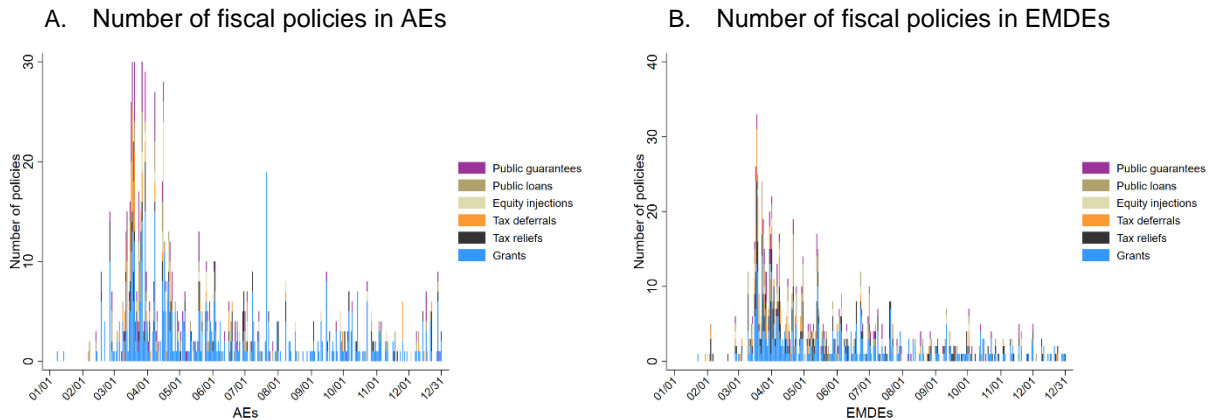 A. Number of fiscal policies in AEs
Number of policies
30
20
10
0
01/01 02/01 03/01 04/01 05/01 06/01 07/01 08/01 09/01 10/01 11/01 12/01 12/31
AEs
Public guarantees
Public loans
Equity injections
Tax deferrals
Tax reliefs
Grants
B. Number of fiscal policies in EMDEs
Number of policies
40
30
20
10
0
01/01 02/01 03/01 04/01 05/01 06/01 07/01 08/01 09/01 10/01 11/01 12/01 12/31
EMDEs
Public guarantees
Public loans
Equity injections
Tax deferrals
Tax reliefs
Grants